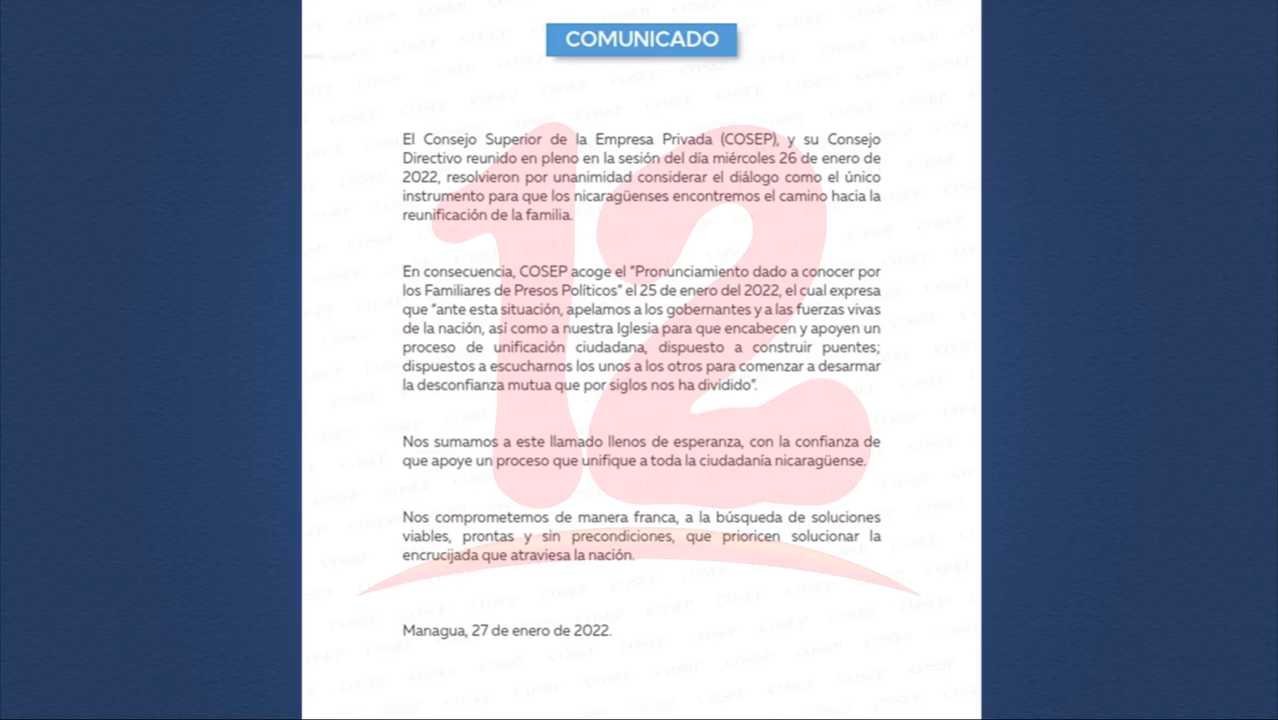 COMUNICADO
El Consejo Superior de la Empresa Privada (COSEP), y su Consejo
Directivo reunido en pleno en la sesión del día miércoles 26 de enero de
2022, resolvieron por unanimidad considerar el diálogo como el único
instrumento para que los nicaragüenses encontremos el camino hacia la
reunificación de la familia.
En consecuencia, COSEP acoge el “Pronunciamiento dado a conocer por
los Familiares de Presos Políticos” el 25 de enero del 2022, el cual expresa
que “ante esta situación, apelamos a los gobernantes y a las fuerzas vivas
de la nación, así como a nuestra Iglesia para que encabecen y apoyen un
proceso de unificación ciudadana, dispuesto a construir puentes;
dispuestos a escucharnos los unos a los otros para comenzar a desarmar
la desconfianza mutua que por siglos nos ha dividido”.
Nos sumamos a este llamado llenos de esperanza, con la confianza de
que apoye un proceso que unifique a toda la ciudadanía nicaragüense.
Nos comprometemos de manera franca, a la búsqueda de soluciones
viables, prontas y sin precondiciones, que prioricen solucionar la
encrucijada que atraviesa la nación.
Managua, 27 de enero de 2022.
12